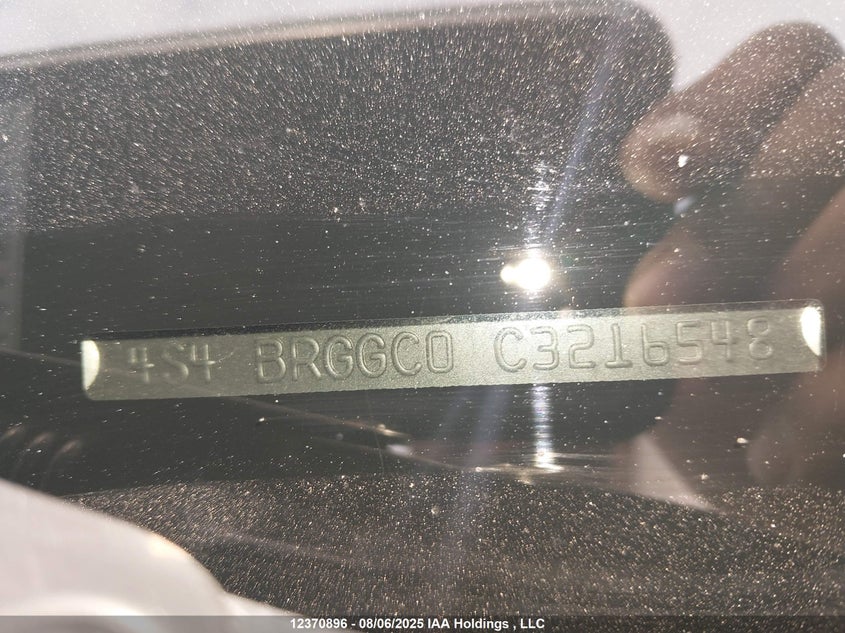 4S4 BRGGC0 C3216548
12370896 - 08/06/2025 IAA Holdings , LLC